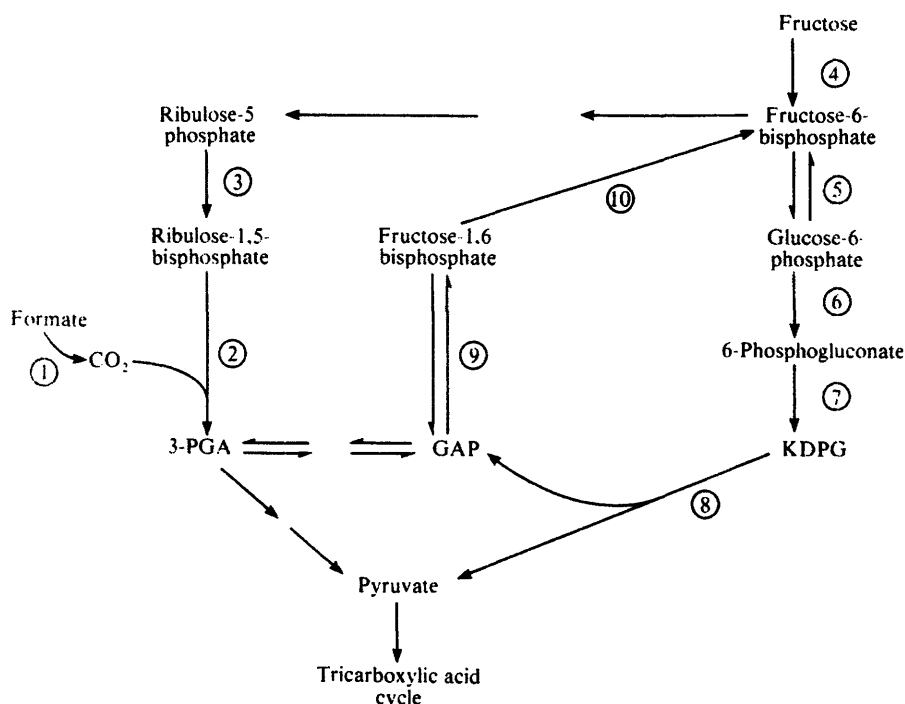 Fructose
④
Ribulose-5
phosphate
Fructose-6-
bisphosphate
③
⑤
⑩
Ribulose-1,5-
bisphosphate
Fructose-1,6
bisphosphate
Glucose-6-
phosphate
⑥
Formate
①
CO₂
②
⑨
6-Phosphogluconate
⑦
3-PGA
GAP
KDPG
⑧
Pyruvate
Tricarboxylic acid
cycle